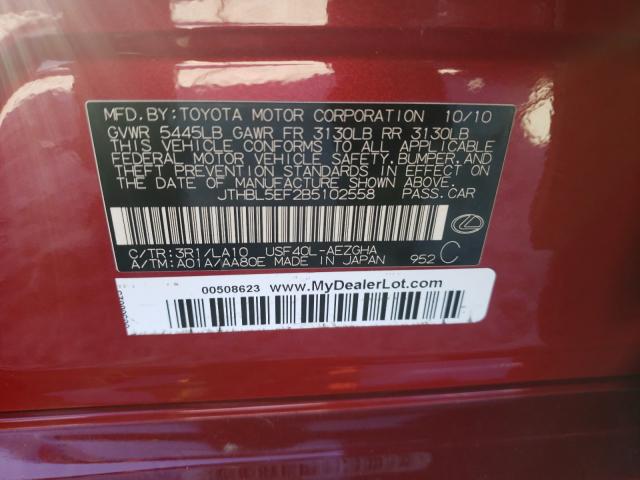 MFD. BY: TOYOTA MOTOR CORPORATION 10/10
GVWR 5445LB GAWR FR 3130LB RR 3130LB
THIS VEHICLE CONFORMS TO ALL APPLICABLE
FEDERAL MOTOR VEHICLE SAFETY, BUMPER, AND
THEFT PREVENTION STANDARDS IN EFFECT ON
THE DATE OF MANUFACTURE SHOWN ABOVE.
JTHBL5EF2B5102558 PASS.CAR
C/TR: 3R1/LA10 USF40L-AEZGHA
A/TM: A01A/AA80E MADE IN JAPAN 952 C
00508623 www.MyDealerLot.com